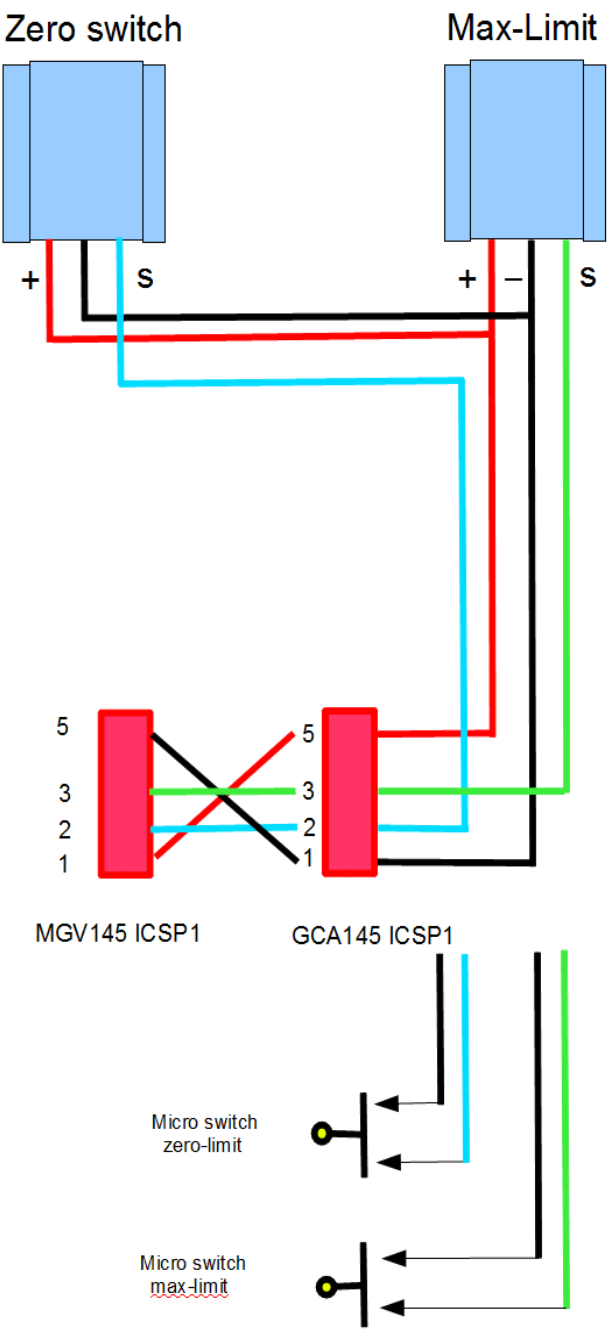 Zero switch
Max-Limit
+ S
+ – S
5
3
2
1
5
3
2
1
MGV145 ICSP1
GCA145 ICSP1
Micro switch
zero-limit
Micro switch
max-limit